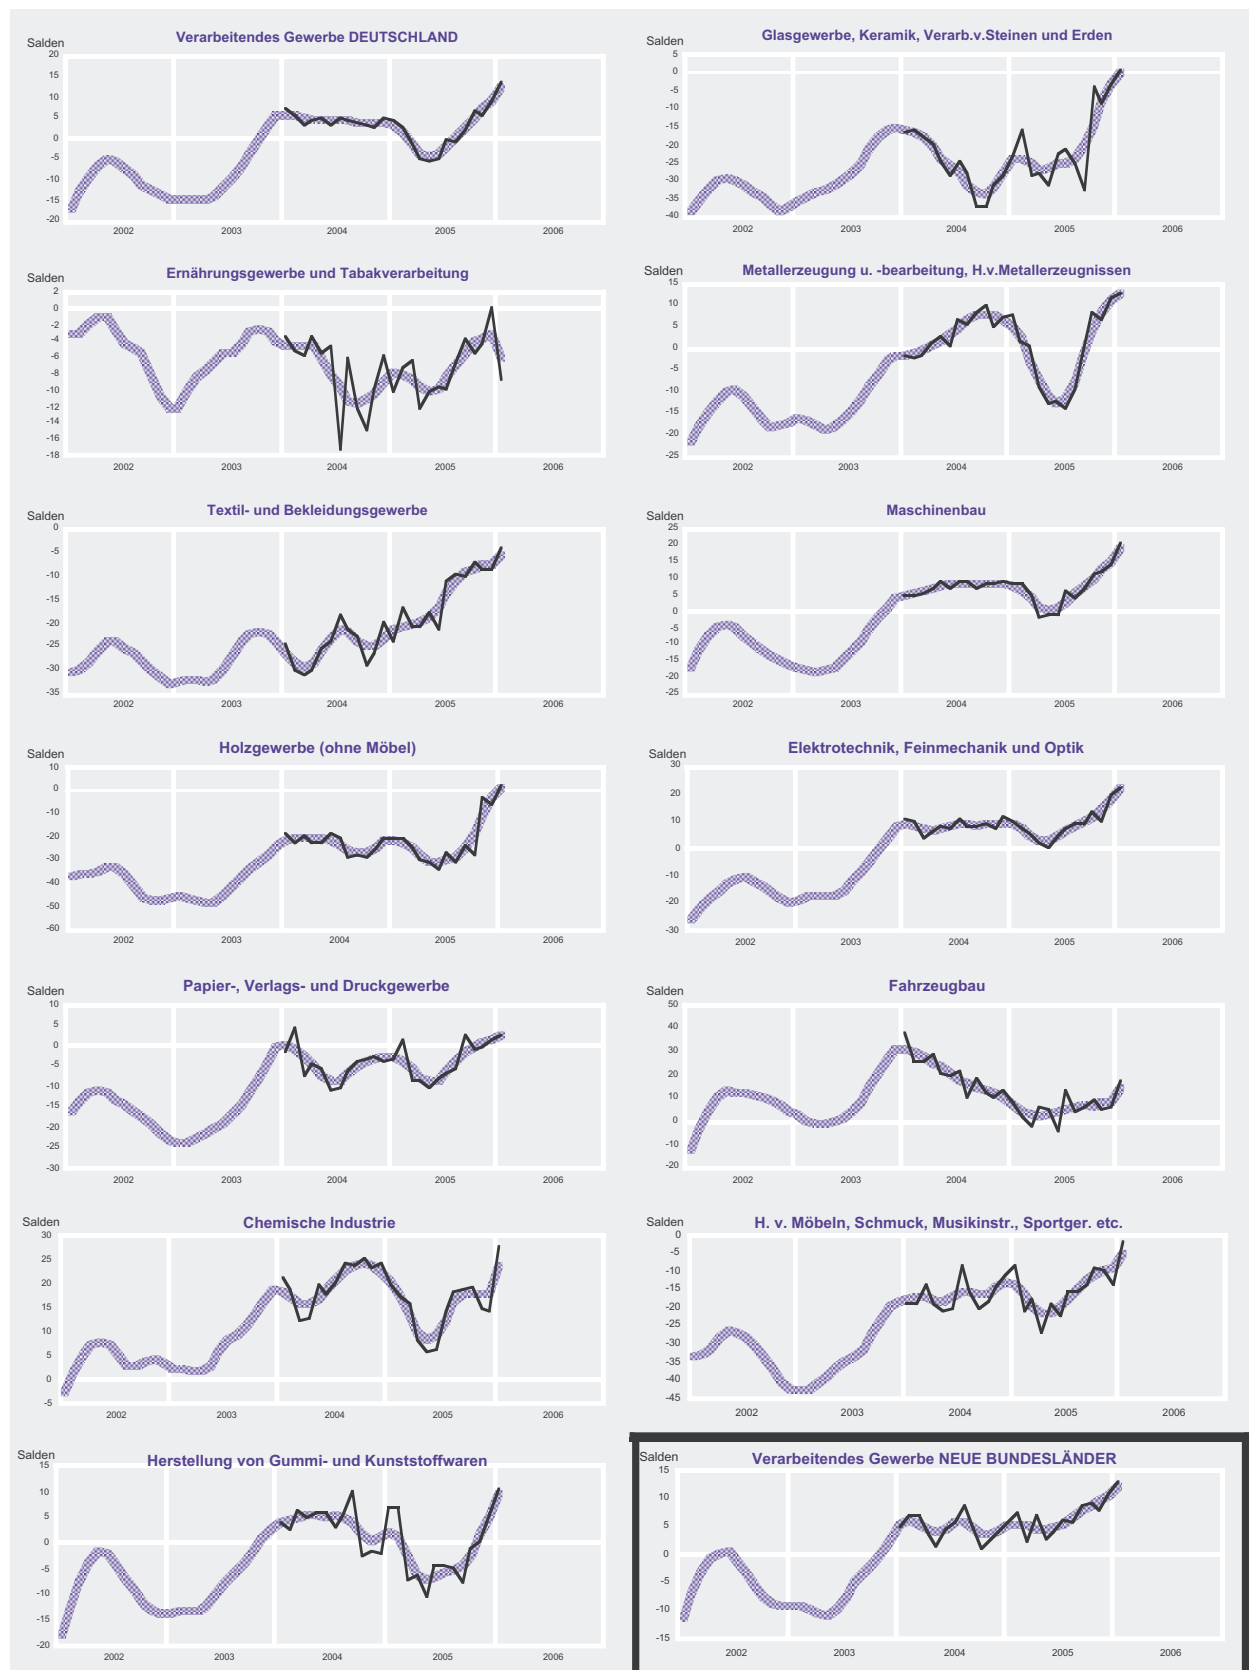 Verarbeitendes Gewerbe DEUTSCHLAND
Salden
20
15
10
5
0
-5
-10
-15
-20
2002 2003 2004 2005 2006
Glasgewerbe, Keramik, Verarb.v.Steinen und Erden
Salden
5
0
-5
-10
-15
-20
-25
-30
-35
-40
2002 2003 2004 2005 2006
Ernährungsgewerbe und Tabakverarbeitung
Salden
2
0
-2
-4
-6
-8
-10
-12
-14
-16
-18
2002 2003 2004 2005 2006
Metallerzeugung u. -bearbeitung, H.v.Metallerzeugnissen
Salden
15
10
5
0
-5
-10
-15
-20
-25
2002 2003 2004 2005 2006
Textil- und Bekleidungsgewerbe
Salden
0
-5
-10
-15
-20
-25
-30
-35
2002 2003 2004 2005 2006
Maschinenbau
Salden
25
20
15
10
5
0
-5
-10
-15
-20
-25
2002 2003 2004 2005 2006
Holzgewerbe (ohne Möbel)
Salden
10
0
-10
-20
-30
-40
-50
-60
2002 2003 2004 2005 2006
Elektrotechnik, Feinmechanik und Optik
Salden
30
20
10
0
-10
-20
-30
2002 2003 2004 2005 2006
Papier-, Verlags- und Druckgewerbe
Salden
10
5
0
-5
-10
-15
-20
-25
-30
2002 2003 2004 2005 2006
Fahrzeugbau
Salden
50
40
30
20
10
0
-10
-20
2002 2003 2004 2005 2006
Chemische Industrie
Salden
30
25
20
15
10
5
0
-5
2002 2003 2004 2005 2006
H. v. Möbeln, Schmuck, Musikinstr., Sportger. etc.
Salden
0
-5
-10
-15
-20
-25
-30
-35
-40
-45
2002 2003 2004 2005 2006
Herstellung von Gummi- und Kunststoffwaren
Salden
15
10
5
0
-5
-10
-15
-20
2002 2003 2004 2005 2006
Verarbeitendes Gewerbe NEUE BUNDESLÄNDER
Salden
15
10
5
0
-5
-10
-15
2002 2003 2004 2005 2006